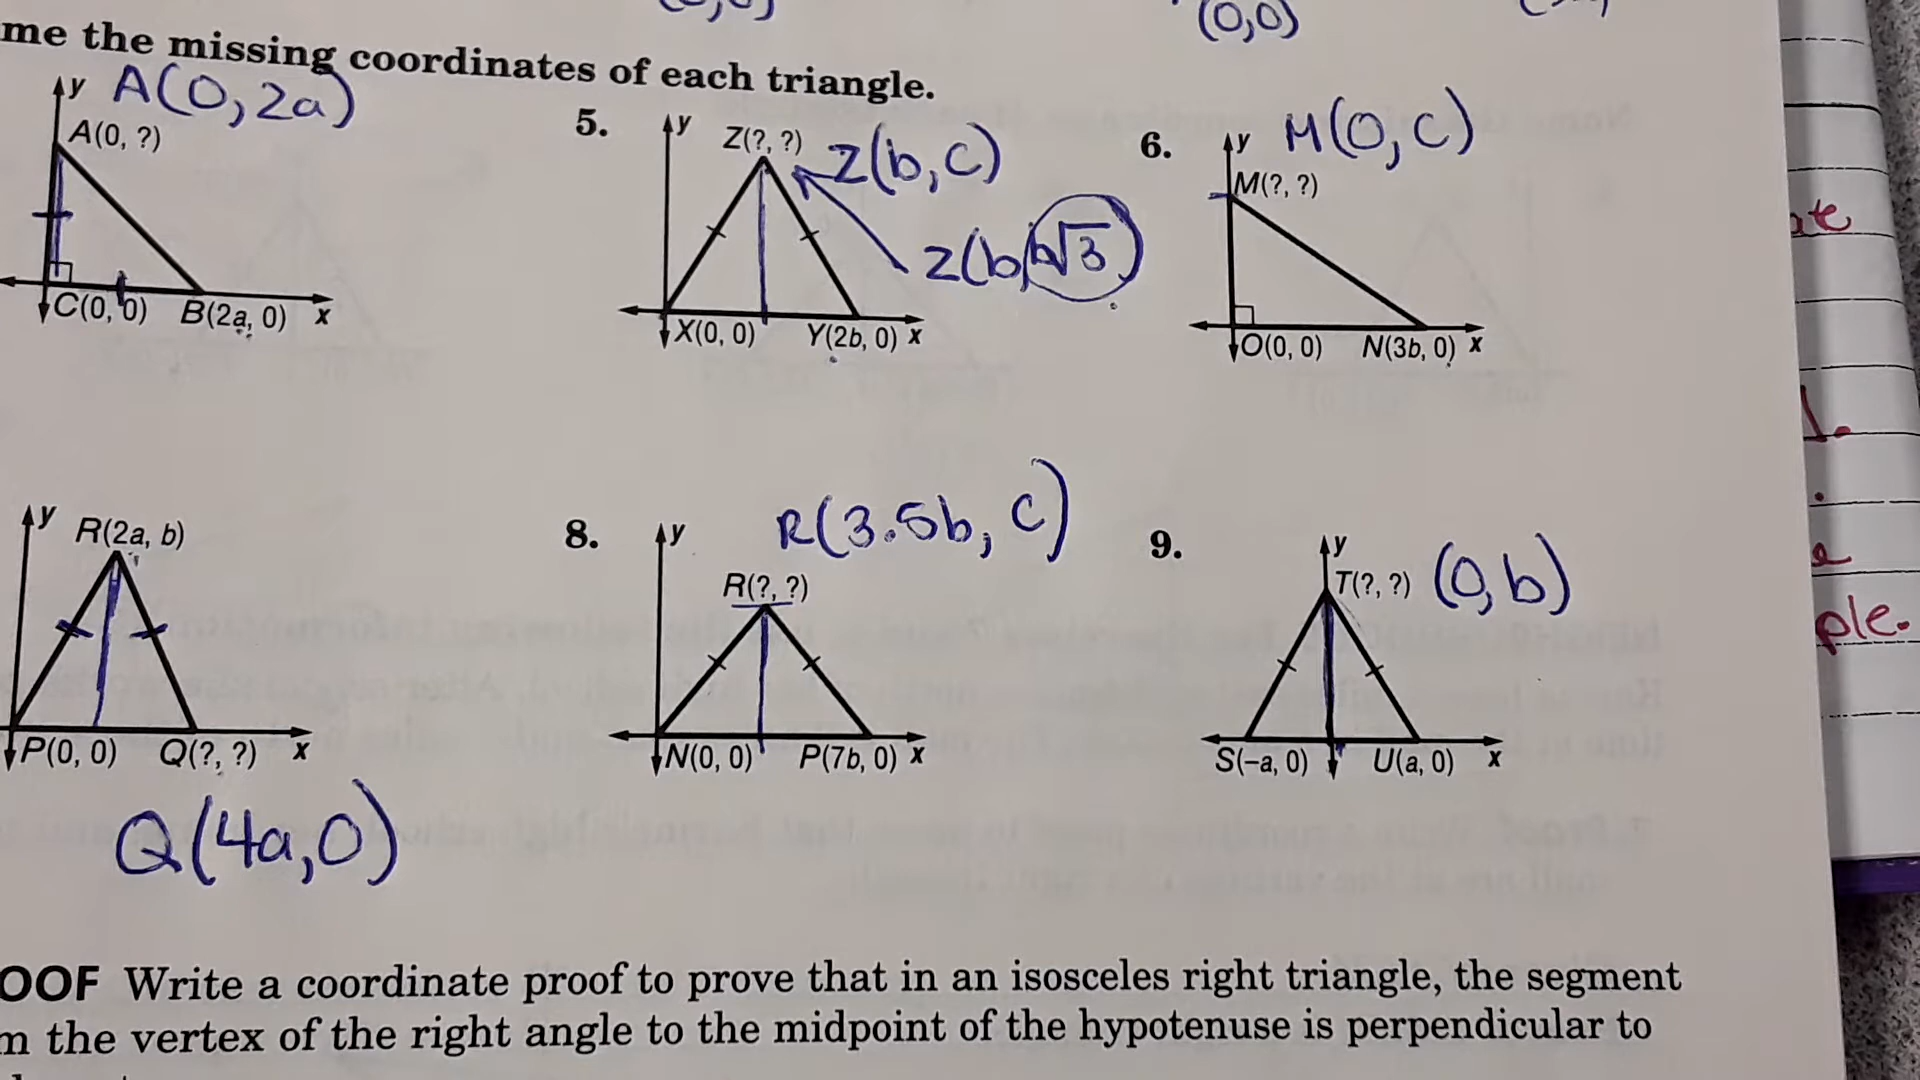 (0,0)
me the missing coordinates of each triangle.
y A(0, 2a)
A(0, ?)
C(0, 0) B(2a, 0) x
5.
y Z(?, ?) Z(b, c)
Z(b, b√3)
X(0, 0) Y(2b, 0) x
6.
y M(0, C)
M(?, ?)
O(0, 0) N(3b, 0) x
y R(2a, b)
P(0, 0) Q(?, ?) x
Q(4a, 0)
8.
y R(3.5b, C)
R(?, ?)
N(0, 0) P(7b, 0) x
9.
y
T(?, ?) (0, b)
S(-a, 0) U(a, 0) x
ple.
OOF Write a coordinate proof to prove that in an isosceles right triangle, the segment
m the vertex of the right angle to the midpoint of the hypotenuse is perpendicular to